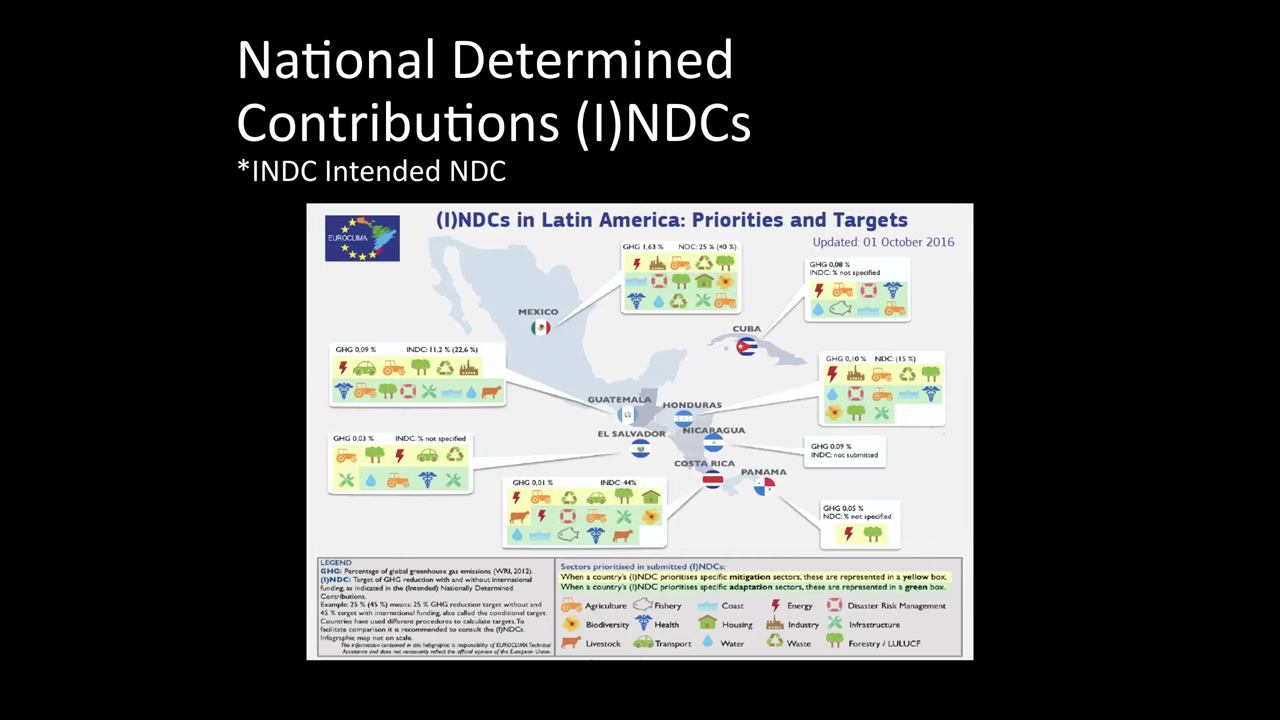 National Determined
Contributions (I)NDCs
*INDC Intended NDC
EUROCLIMA
(I)NDCs in Latin America: Priorities and Targets
Updated: 01 October 2016
GHG 1,63 % NDC: 25 % (40 %)
GHG 0,08 %
INDC: % not specified
MEXICO
CUBA
GHG 0,09 % INDC: 11.2 % (22,6 %)
GHG 0,10 % NDC: (15 %)
GUATEMALA
HONDURAS
EL SALVADOR
NICARAGUA
GHG 0.03 % INDC: % not specified
GHG 0,09 %
INDC: not submitted
COSTA RICA
PANAMA
GHG 0,01 % INDC: 44%
GHG 0,05 %
NDC: % not specified
LEGEND
GHG: Percentage of global greenhouse gas emissions (WRI, 2012).
(I)NDC: Target of GHG reduction with and without international
funding, as indicated in the (Intended) Nationally Determined
Contributions.
Example: 25 % (45 %) means: 25 % GHG reduction target without and
45 % target with international funding, also called the conditional target.
Countries have used different procedures to calculate targets. To
facilitate comparison it is recommended to consult the (I)NDCs.
Infographic map not on scale.
The information contained in this Infographic is responsibility of EUROCLIMA Technical
Assistance and does not necessarily reflect the official opinion of the European Union.
Sectors prioritised in submitted (I)NDCs:
When a country's (I)NDC prioritises specific mitigation sectors, these are represented in a yellow box.
When a country's (I)NDC prioritises specific adaptation sectors, these are represented in a green box.
Agriculture Fishery Coast Energy Disaster Risk Management
Biodiversity Health Housing Industry Infrastructure
Livestock Transport Water Waste Forestry / LULUCF